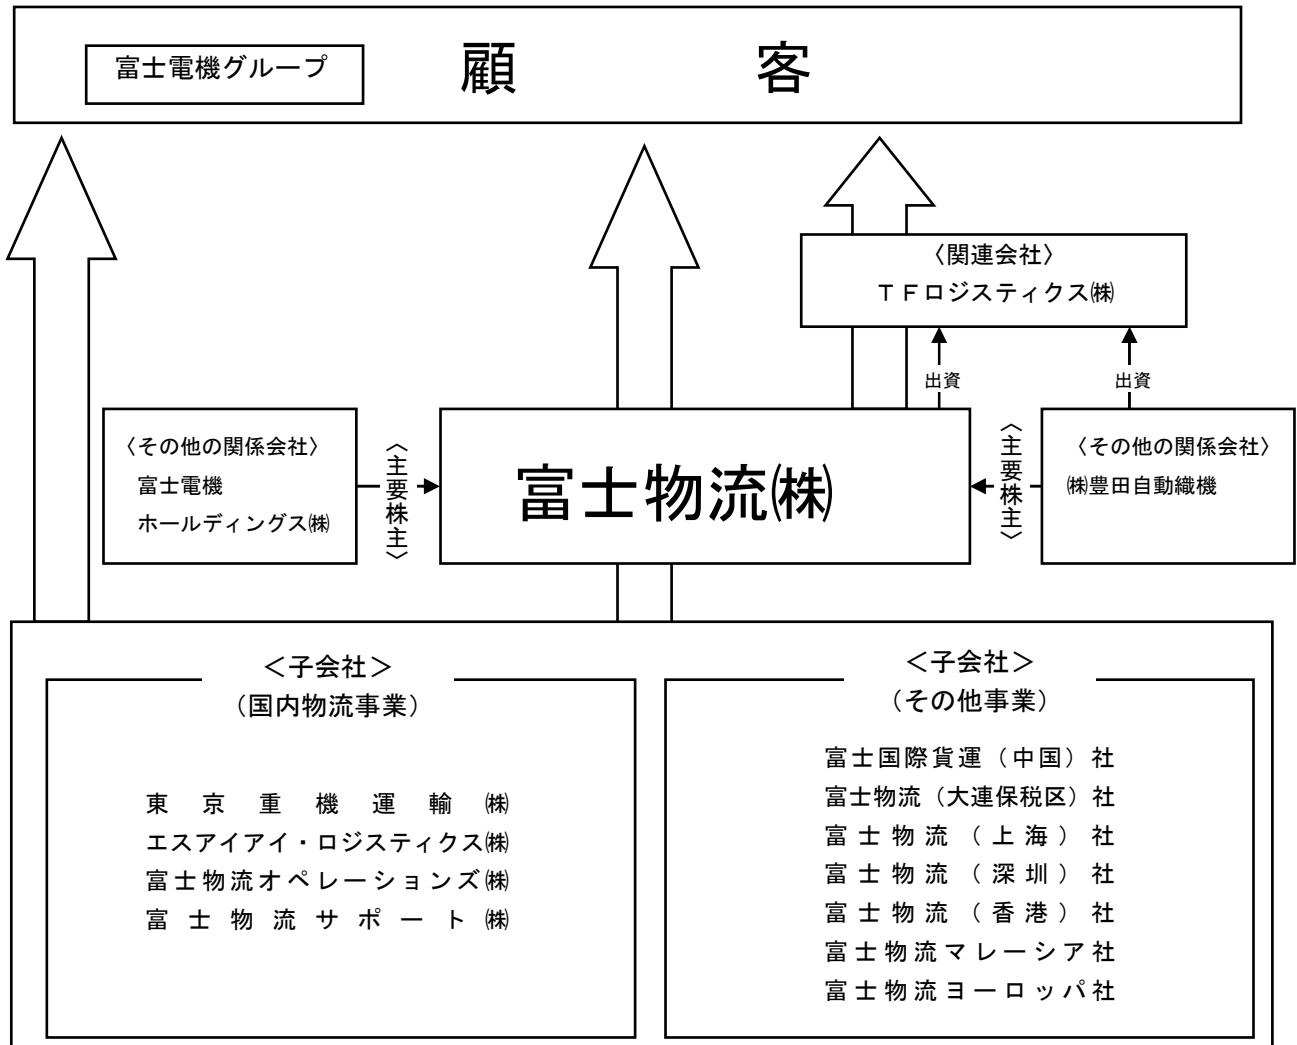 富士電機グループ
顧 客
〈関連会社〉
ＴＦロジスティクス㈱
出資
出資
〈その他の関係会社〉
富士電機
ホールディングス㈱
〈主要株主〉
富士物流㈱
〈主要株主〉
〈その他の関係会社〉
㈱豊田自動織機
＜子会社＞
（国内物流事業）
東京重機運輸㈱
エスアイアイ・ロジスティクス㈱
富士物流オペレーションズ㈱
富士物流サポート㈱
＜子会社＞
（その他事業）
富士国際貨運（中国）社
富士物流（大連保税区）社
富士物流（上海）社
富士物流（深圳）社
富士物流（香港）社
富士物流マレーシア社
富士物流ヨーロッパ社